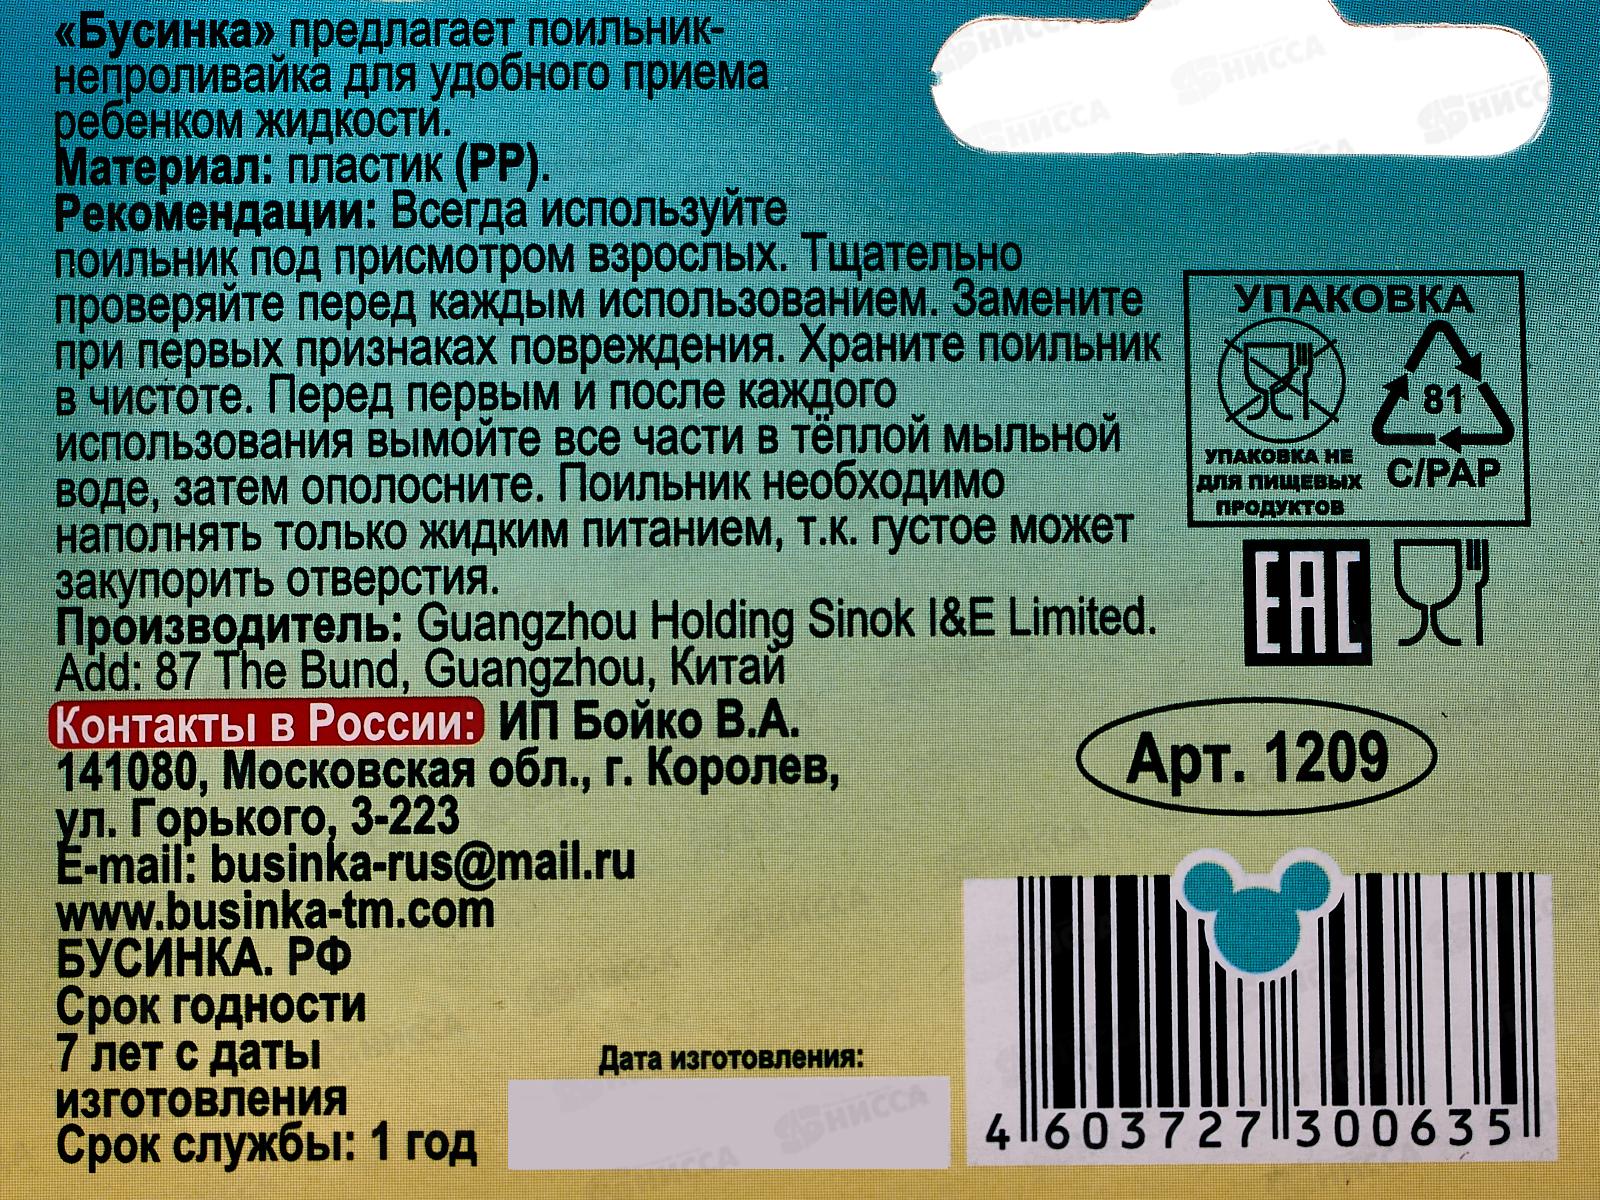 «Бусинка» предлагает поильник-
непроливайка для удобного приема
ребенком жидкости.
Материал: пластик (PP).
Рекомендации: Всегда используйте
поильник под присмотром взрослых. Тщательно
проверяйте перед каждым использованием. Замените
при первых признаках повреждения. Храните поильник
в чистоте. Перед первым и после каждого
использования вымойте все части в тёплой мыльной
воде, затем ополосните. Поильник необходимо
наполнять только жидким питанием, т.к. густое может
закупорить отверстия.
Производитель: Guangzhou Holding Sinok I&E Limited.
Add: 87 The Bund, Guangzhou, Китай
Контакты в России: ИП Бойко В.А.
141080, Московская обл., г. Королев,
ул. Горького, 3-223
E-mail: businka-rus@mail.ru
www.businka-tm.com
БУСИНКА. РФ
Срок годности
7 лет с даты
изготовления
Срок службы: 1 год
Дата изготовления:
УПАКОВКА
81
C/PAP
УПАКОВКА НЕ
ДЛЯ ПИЩЕВЫХ
ПРОДУКТОВ
EAC
Арт. 1209
4 603727 300635
НИССА